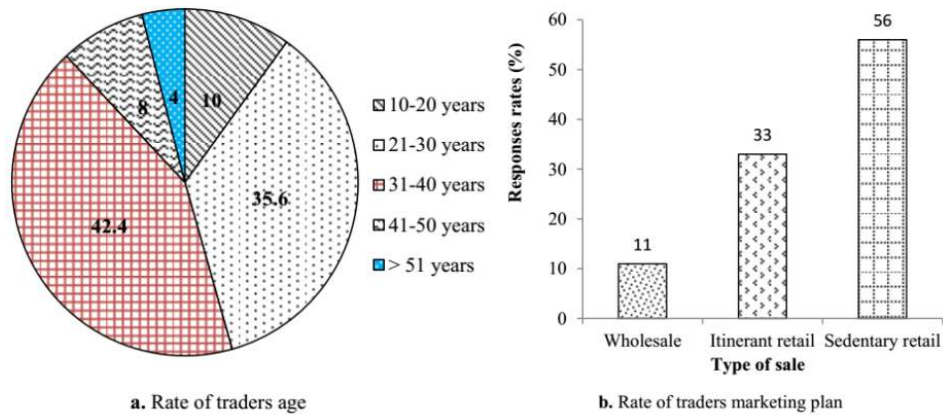 10
35.6
42.4
8
4
10-20 years
21-30 years
31-40 years
41-50 years
> 51 years
a. Rate of traders age
Responses rates (%)
60
50
40
30
20
10
0
11
33
56
Wholesale Itinerant retail Sedentary retail
Type of sale
b. Rate of traders marketing plan